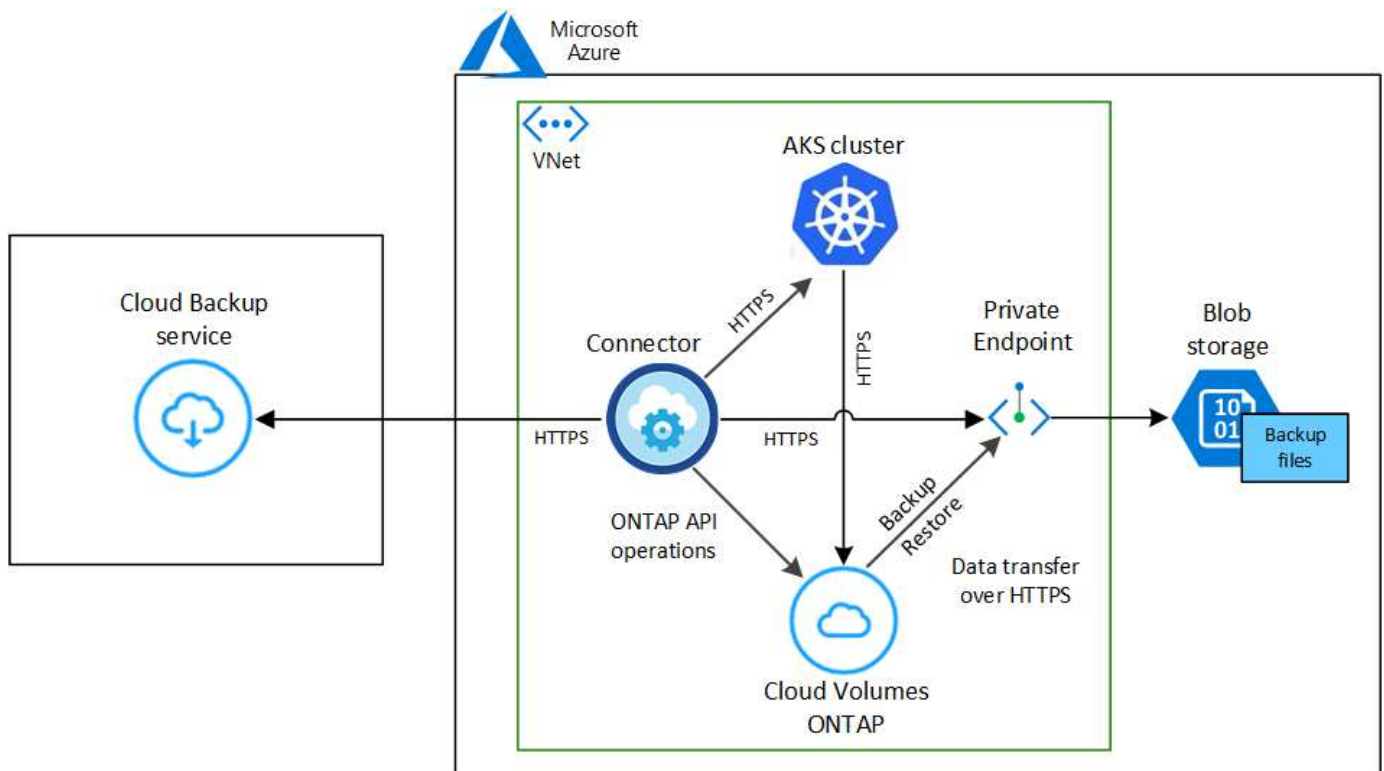 Microsoft
Azure
VNet
AKS cluster
Cloud Backup
service
Connector
HTTPS
HTTPS
Private
Endpoint
Blob
storage
10
01
Backup
files
HTTPS
HTTPS
ONTAP API
operations
Backup
Restore
Data transfer
over HTTPS
Cloud Volumes
ONTAP